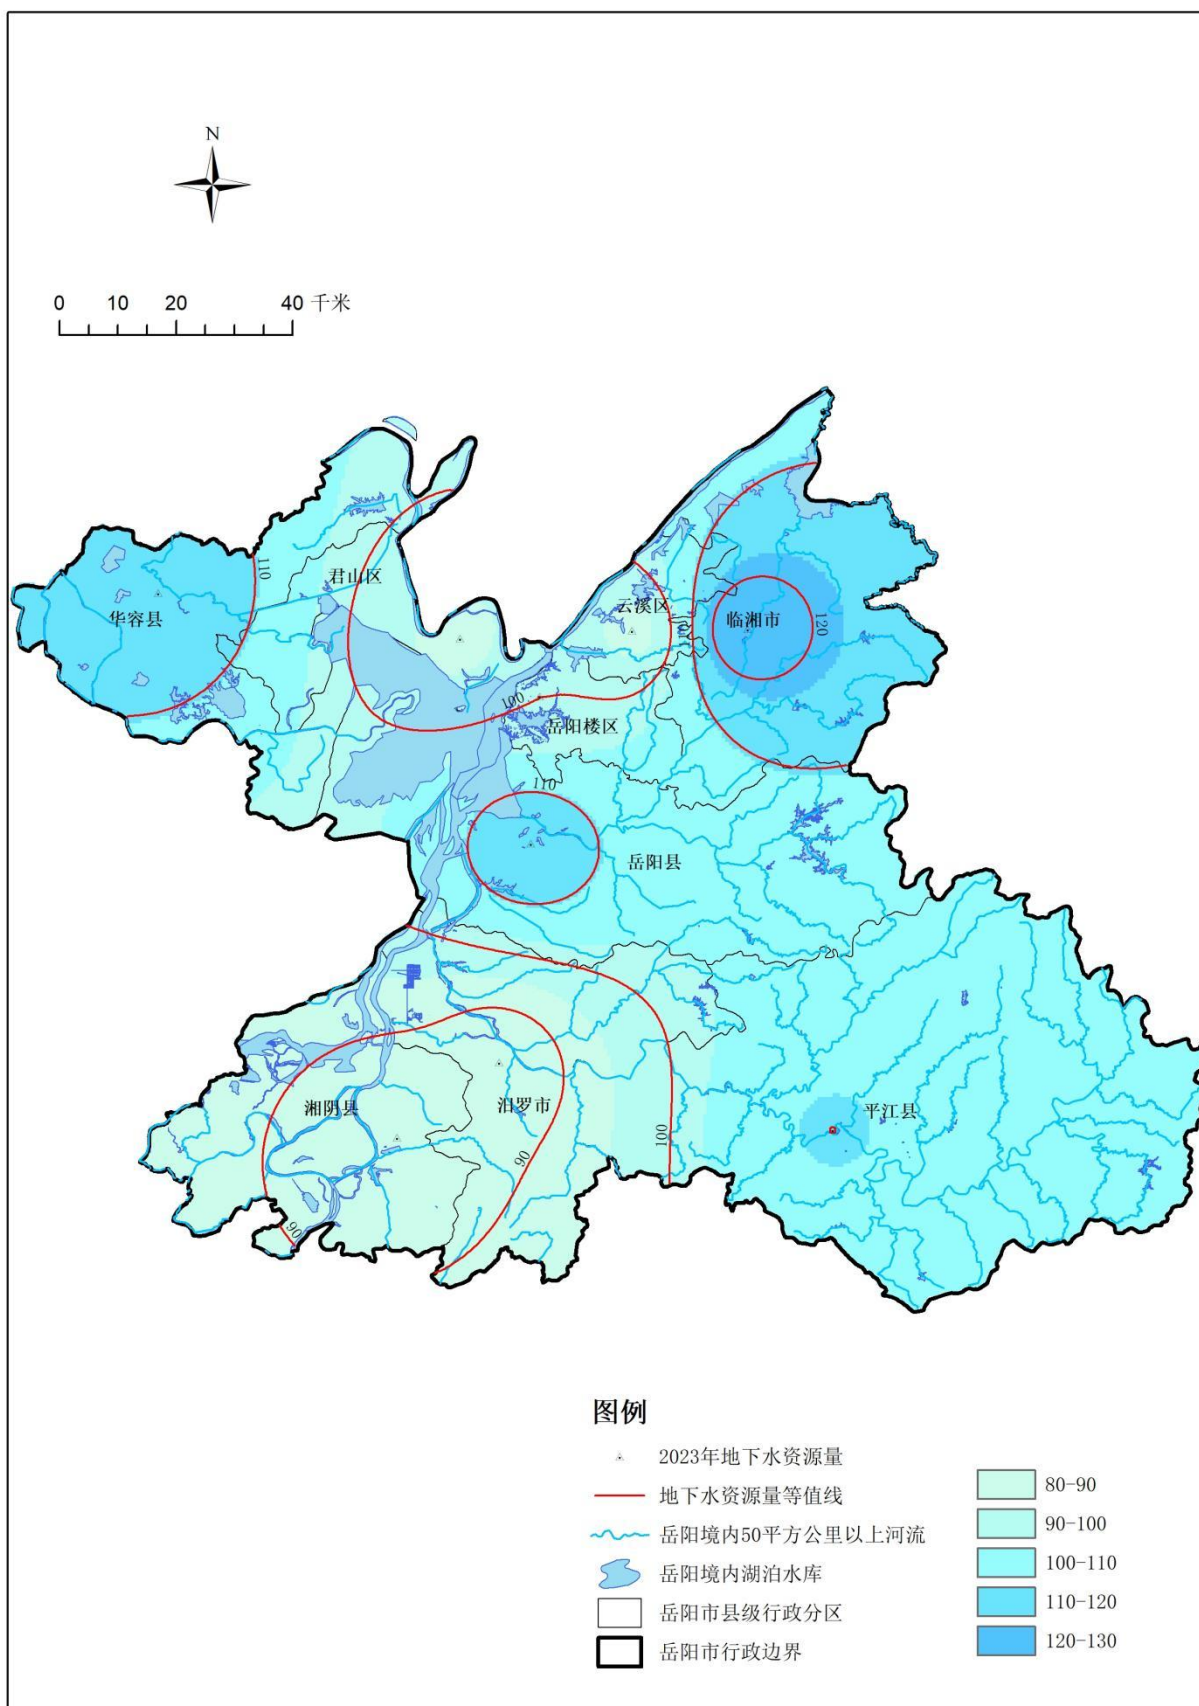 N
0 10 20 40 千米
110
君山区
华容县
云溪区
临湘市
120
100
岳阳楼区
110
岳阳县
湘阴县
汨罗市
平江县
100
90
90
图例
2023年地下水资源量
地下水资源量等值线
岳阳境内50平方公里以上河流
岳阳境内湖泊水库
岳阳市县级行政分区
岳阳市行政边界
80-90
90-100
100-110
110-120
120-130